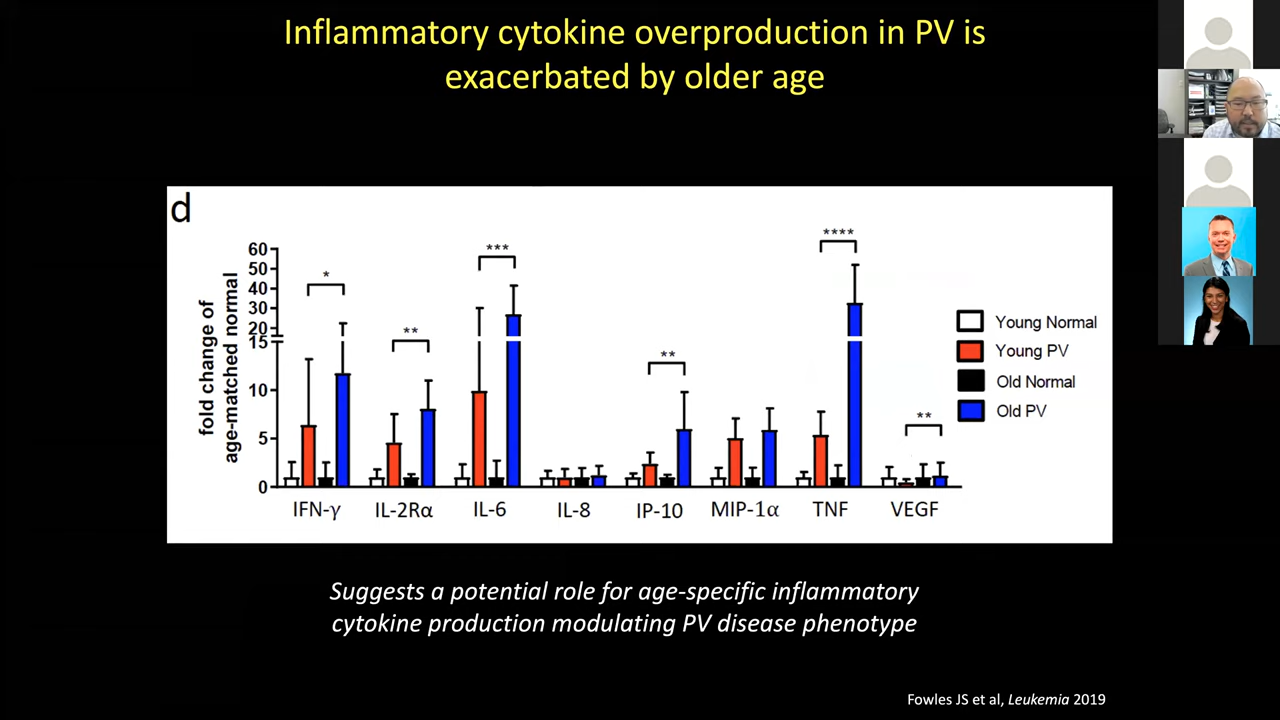 Inflammatory cytokine overproduction in PV is
exacerbated by older age
d
fold change of
age-matched normal
60
50
40
30
20
15
10
5
0
*
**
***
**
****
**
IFN-γ IL-2Rα IL-6 IL-8 IP-10 MIP-1α TNF VEGF
Young Normal
Young PV
Old Normal
Old PV
Suggests a potential role for age-specific inflammatory
cytokine production modulating PV disease phenotype
Fowles JS et al, Leukemia 2019